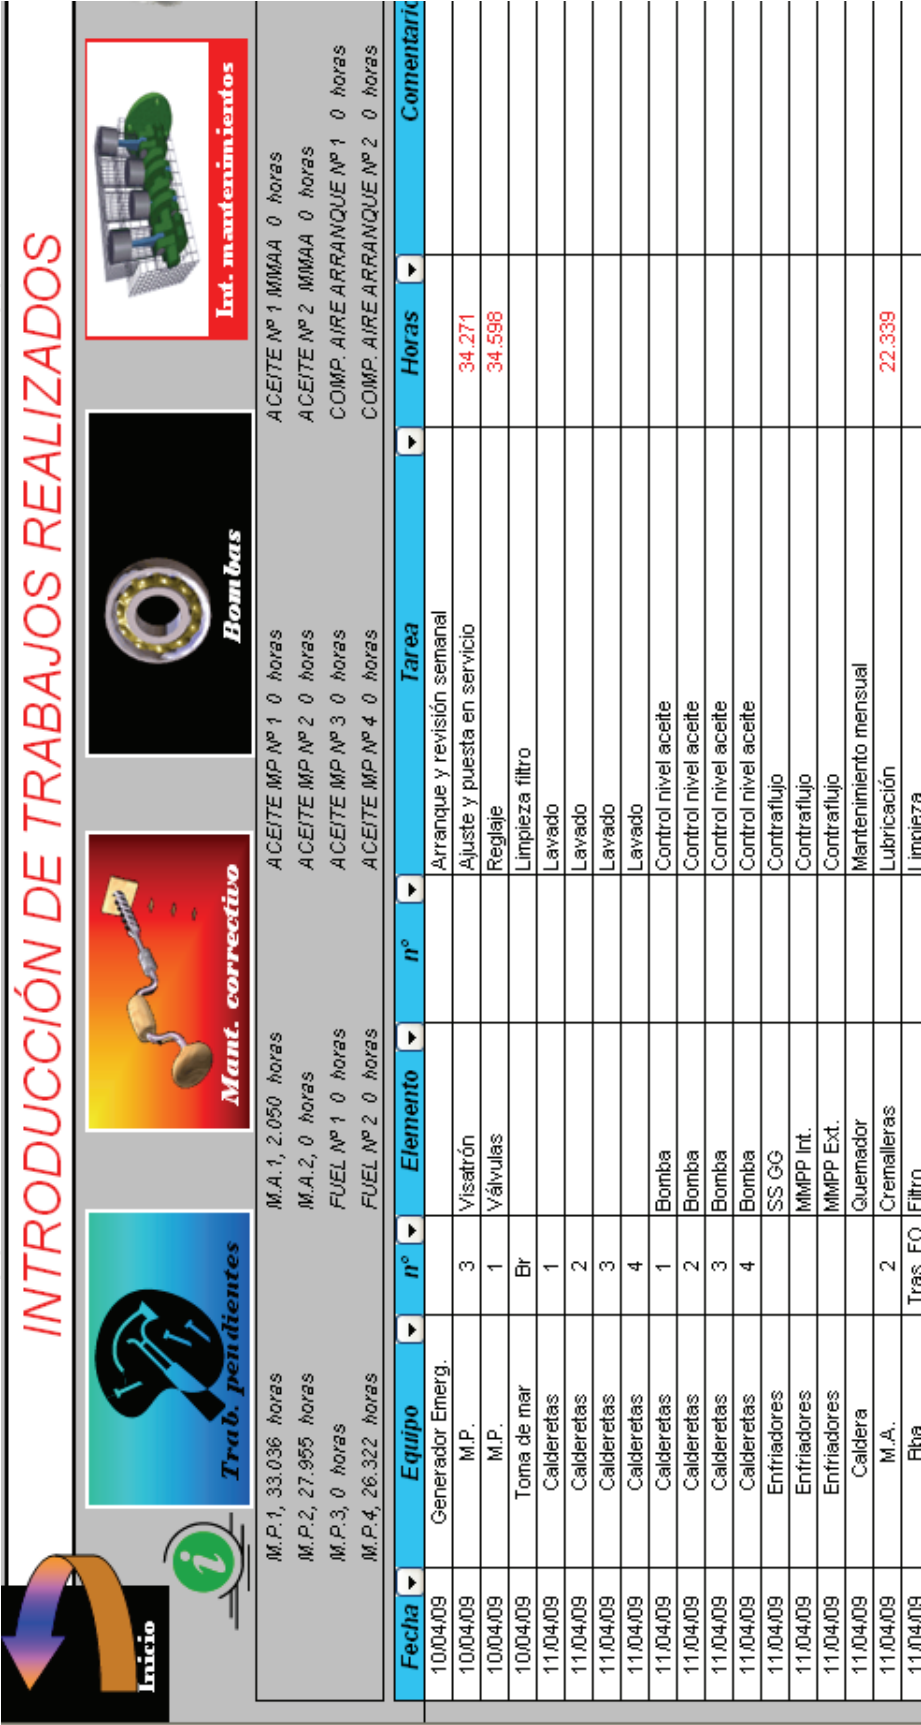 INTRODUCCIÓN DE TRABAJOS REALIZADOS
Inicio
Trab. pendientes
Mant. correctivo
Bombas
Int. mantenimientos
M.P.1, 33.036 horas M.A.1, 2.050 horas ACEITE MP Nº 1 0 horas ACEITE Nº 1 MMAA 0 horas
M.P.2, 27.955 horas M.A.2, 0 horas ACEITE MP Nº 2 0 horas ACEITE Nº 2 MMAA 0 horas
M.P.3, 0 horas FUEL Nº 1 0 horas ACEITE MP Nº 3 0 horas COMP. AIRE ARRANQUE Nº 1 0 horas
M.P.4, 26.322 horas FUEL Nº 2 0 horas ACEITE MP Nº 4 0 horas COMP. AIRE ARRANQUE Nº 2 0 horas
Fecha Equipo nº Elemento nº Tarea Horas Comentario
10/04/09 Generador Emerg. Arranque y revisión semanal
10/04/09 M.P. 3 Visatrón Ajuste y puesta en servicio 34.271
10/04/09 M.P. 1 Válvulas Reglaje 34.598
10/04/09 Toma de mar Br Limpieza filtro
11/04/09 Calderetas 1 Lavado
11/04/09 Calderetas 2 Lavado
11/04/09 Calderetas 3 Lavado
11/04/09 Calderetas 4 Lavado
11/04/09 Calderetas 1 Bomba Control nivel aceite
11/04/09 Calderetas 2 Bomba Control nivel aceite
11/04/09 Calderetas 3 Bomba Control nivel aceite
11/04/09 Calderetas 4 Bomba Control nivel aceite
11/04/09 Enfriadores SS GG Contraflujo
11/04/09 Enfriadores MMPP Int. Contraflujo
11/04/09 Enfriadores MMPP Ext. Contraflujo
11/04/09 Caldera Quemador Mantenimiento mensual
11/04/09 M.A. 2 Cremalleras Lubricación 22.339
11/04/09 Bba Tras. FO Filtro Limpieza